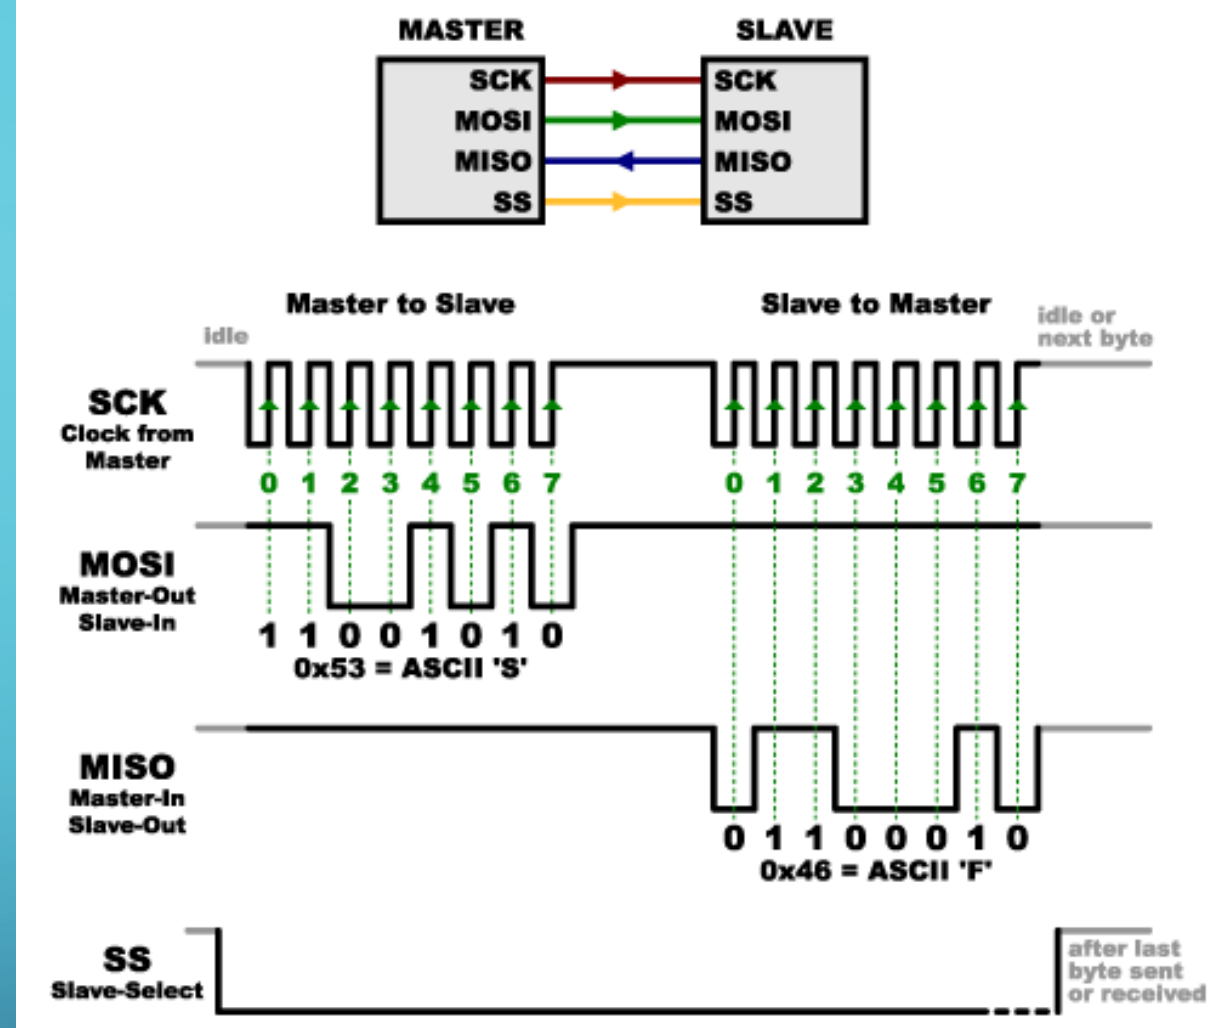 MASTER SLAVE
SCK SCK
MOSI MOSI
MISO MISO
SS SS
Master to Slave Slave to Master
idle
idle or
next byte
SCK
Clock from
Master
0 1 2 3 4 5 6 7 0 1 2 3 4 5 6 7
MOSI
Master-Out
Slave-In
1 1 0 0 1 0 1 0
0x53 = ASCII 'S'
MISO
Master-In
Slave-Out
0 1 1 0 0 0 1 0
0x46 = ASCII 'F'
SS
Slave-Select
after last
byte sent
or received